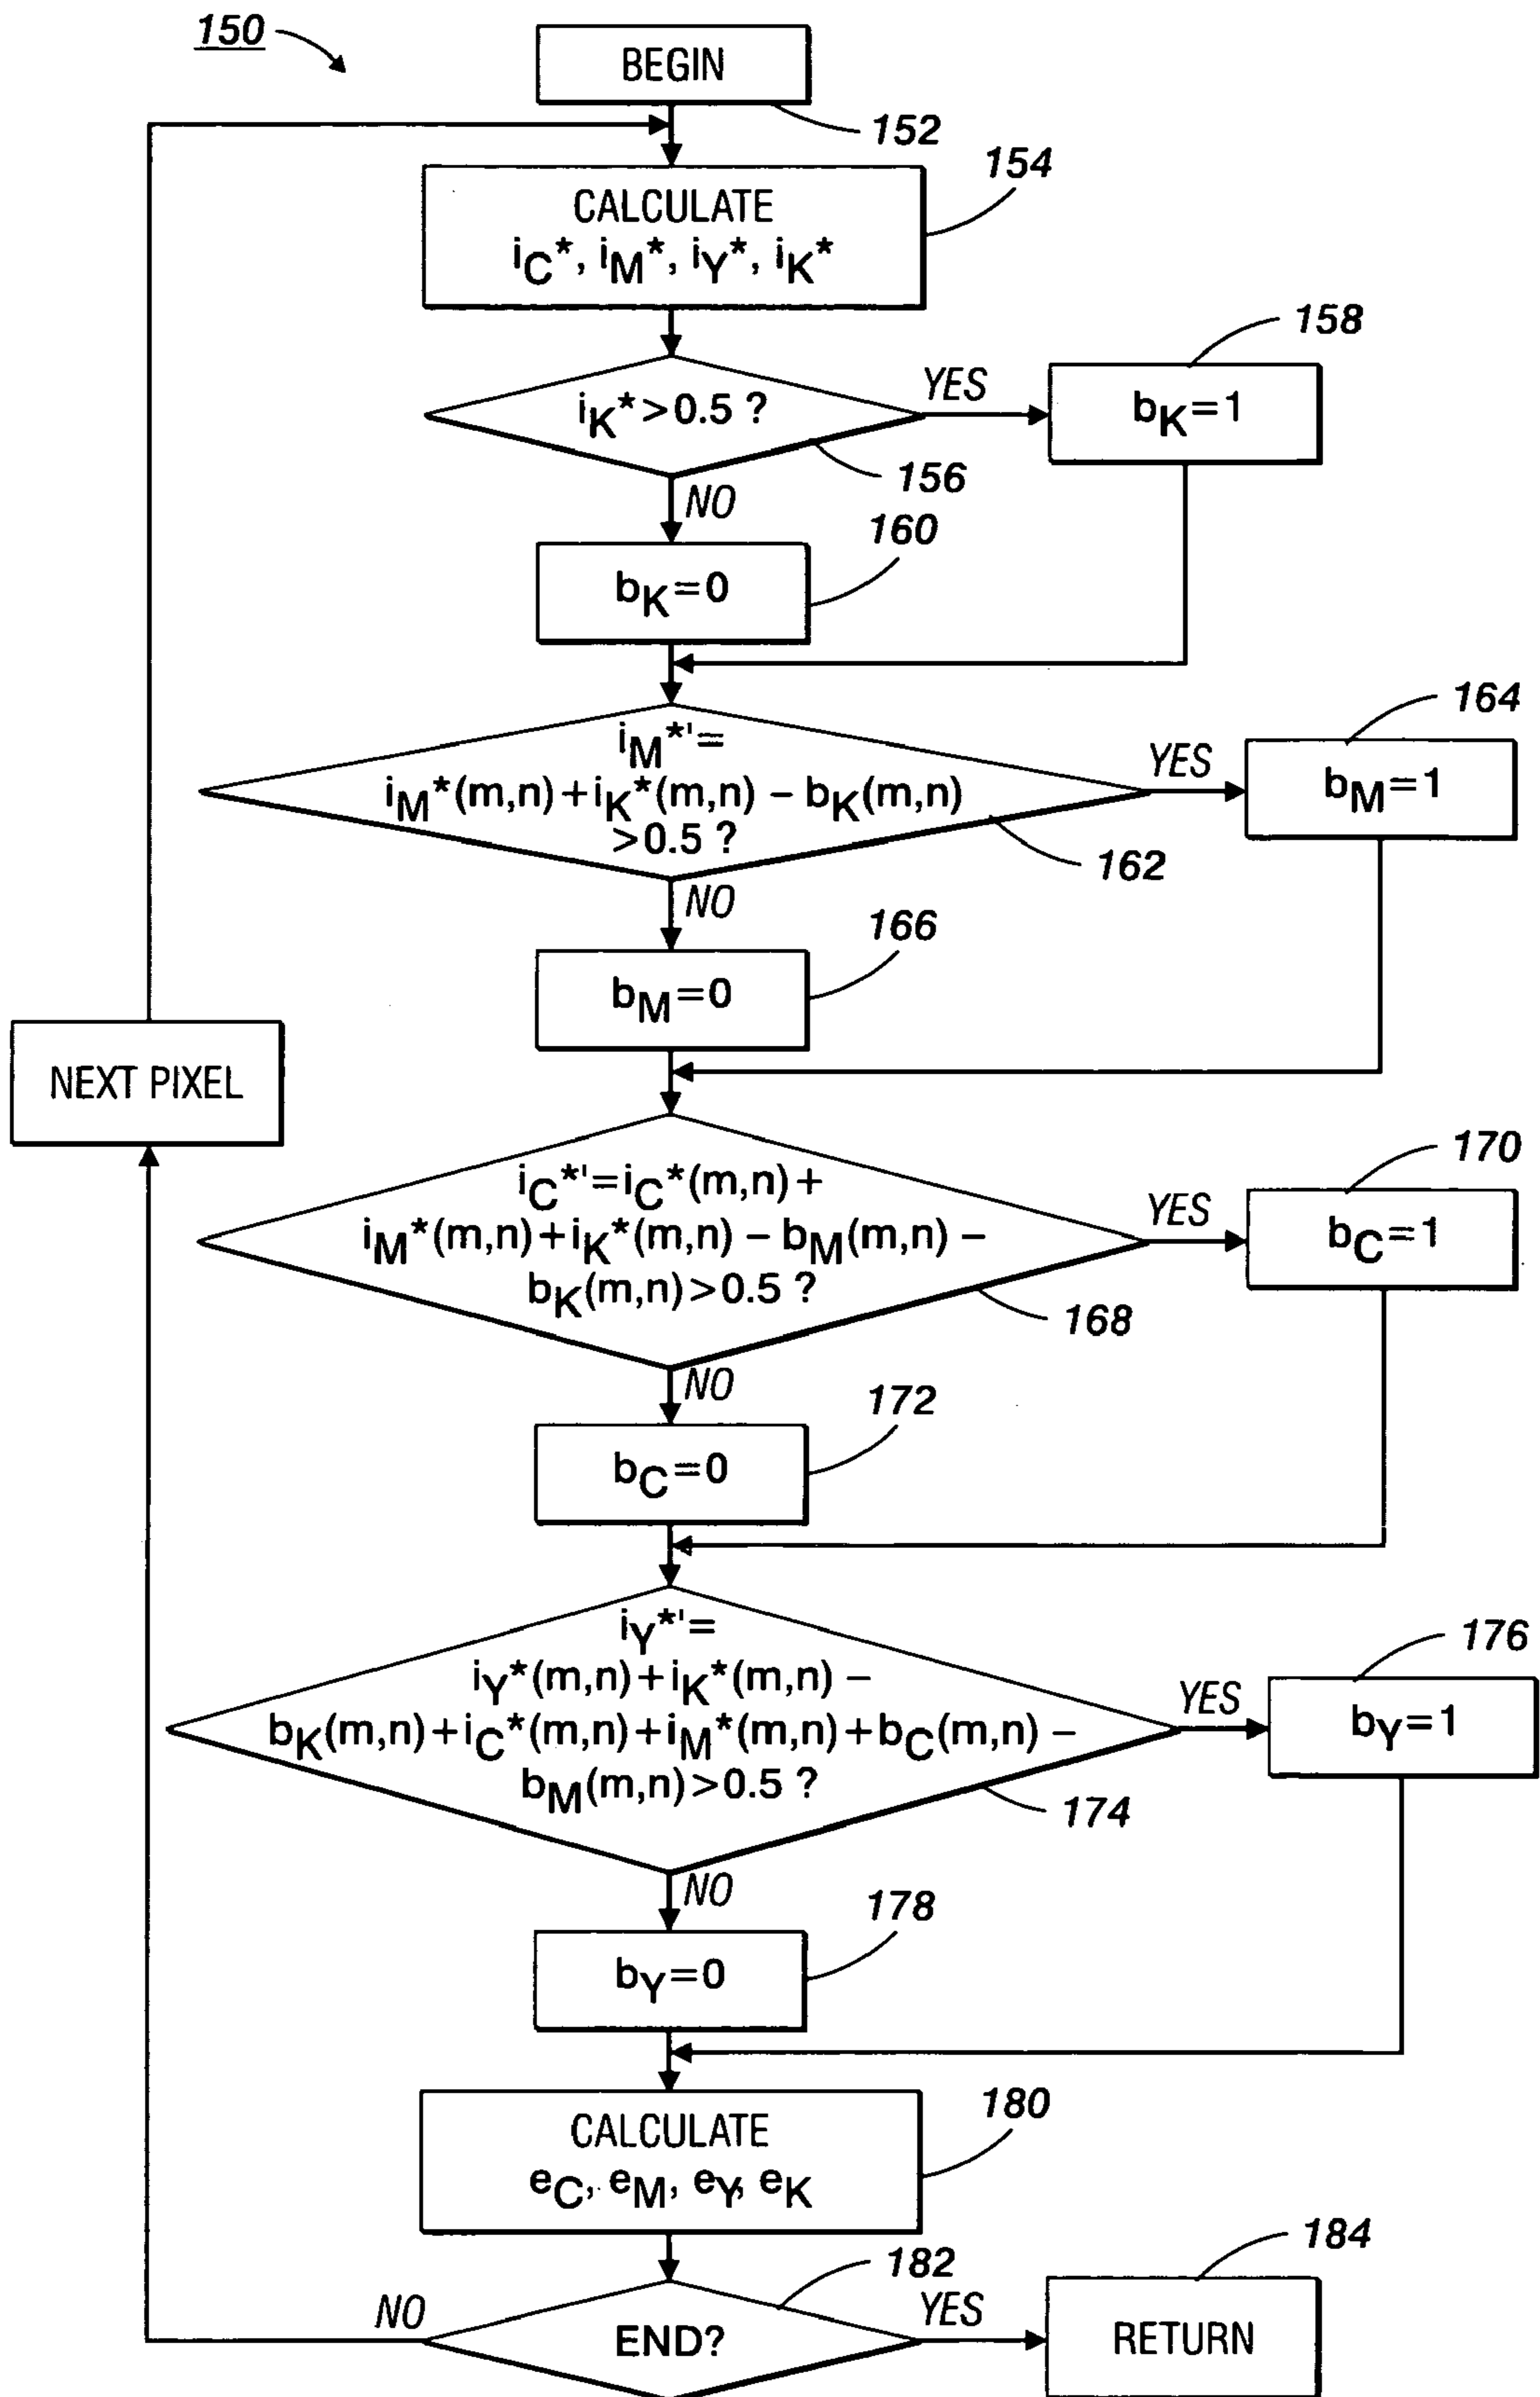 150
BEGIN
152
154
CALCULATE
iC*, iM*, iY*, iK*
158
iK*>0.5 ?
YES
bK=1
156
NO
160
bK=0
164
iM*'=
iM*(m,n)+iK*(m,n) – bK(m,n)
>0.5 ?
YES
bM=1
162
NO
166
bM=0
NEXT PIXEL
170
iC*'=iC*(m,n)+
iM*(m,n)+iK*(m,n) – bM(m,n) –
bK(m,n)>0.5 ?
YES
bC=1
168
NO
172
bC=0
176
iY*'=
iY*(m,n)+iK*(m,n) –
bK(m,n)+iC*(m,n)+iM*(m,n)+bC(m,n) –
bM(m,n)>0.5 ?
YES
bY=1
174
NO
178
bY=0
180
CALCULATE
eC, eM, eY, eK
184
182
NO
END?
YES
RETURN